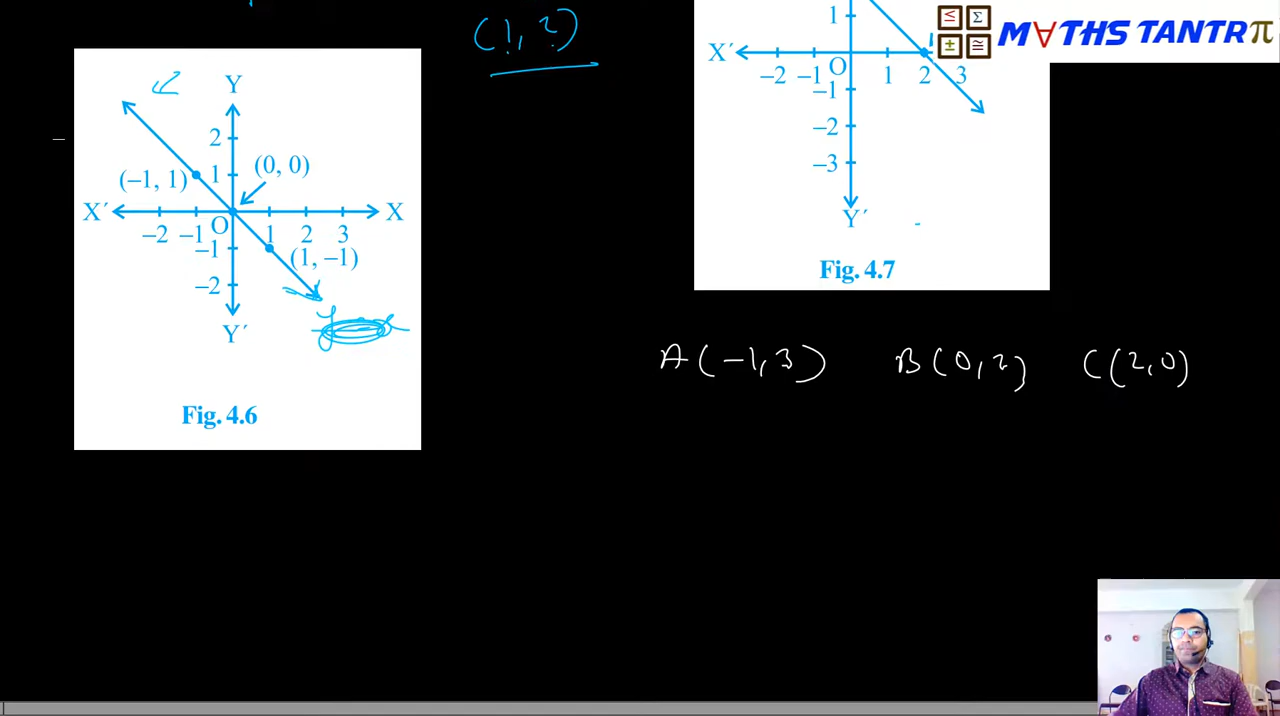 (1, ?)
MATHS TANTRπ
≤ Σ
± ≅
Y
2
1
(0, 0)
(–1, 1)
X′ X
O
–2 –1 1 2 3
–1
(1, –1)
–2
Y′
Fig. 4.6
1
X′
O
–2 –1 1 2 3
–1
–2
–3
Y′
Fig. 4.7
A(-1,3) B(0,2) C(2,0)